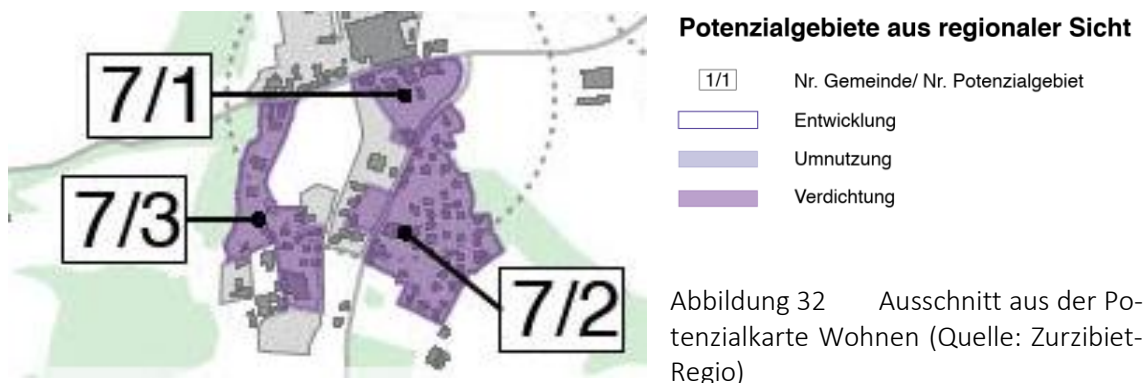 7/1
7/3
7/2
Potenzialgebiete aus regionaler Sicht
1/1 Nr. Gemeinde/ Nr. Potenzialgebiet
Entwicklung
Umnutzung
Verdichtung
Abbildung 32 Ausschnitt aus der Po-
tenzialkarte Wohnen (Quelle: Zurzibiet-
Regio)